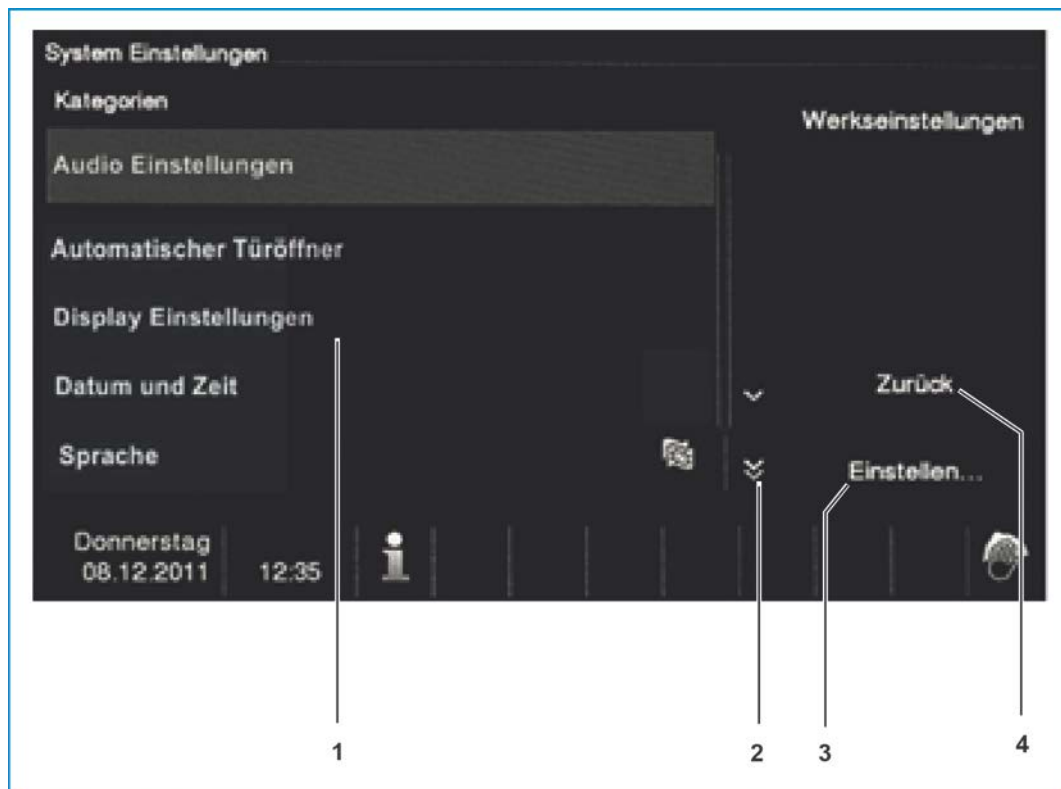 System Einstellungen
Kategorien
Werkseinstellungen
Audio Einstellungen
Automatischer Türöffner
Display Einstellungen
Datum und Zeit
Zurück
Sprache
Einstellen...
Donnerstag
08.12.2011
12:35
1
2
3
4